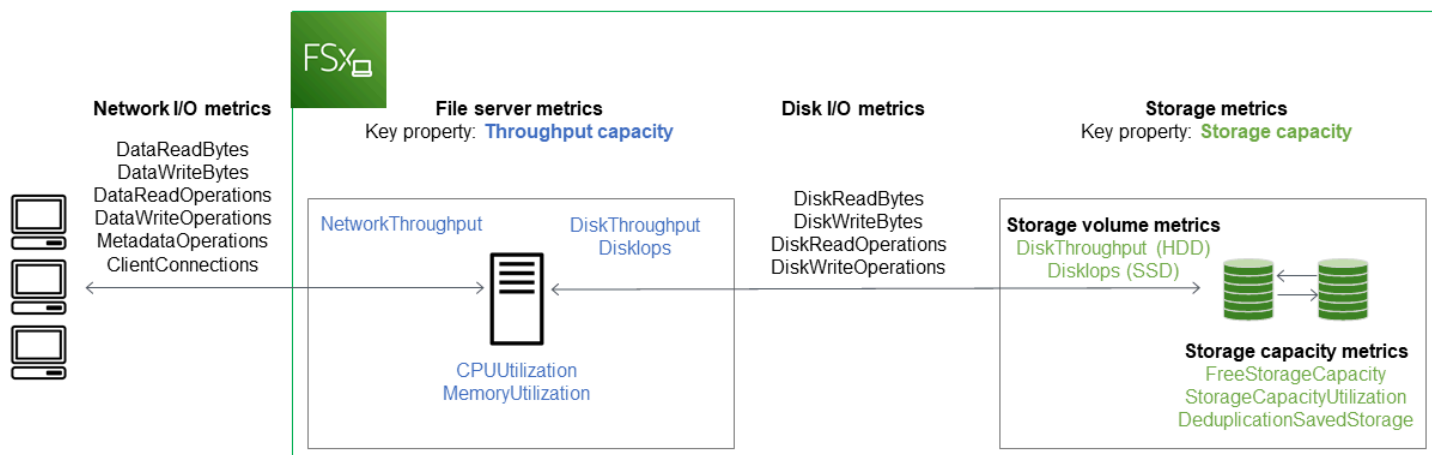 FSx
Network I/O metrics
DataReadBytes
DataWriteBytes
DataReadOperations
DataWriteOperations
MetadataOperations
ClientConnections
File server metrics
Key property: Throughput capacity
NetworkThroughput
DiskThroughput
DiskIops
CPUUtilization
MemoryUtilization
Disk I/O metrics
DiskReadBytes
DiskWriteBytes
DiskReadOperations
DiskWriteOperations
Storage metrics
Key property: Storage capacity
Storage volume metrics
DiskThroughput (HDD)
DiskIops (SSD)
Storage capacity metrics
FreeStorageCapacity
StorageCapacityUtilization
DeduplicationSavedStorage